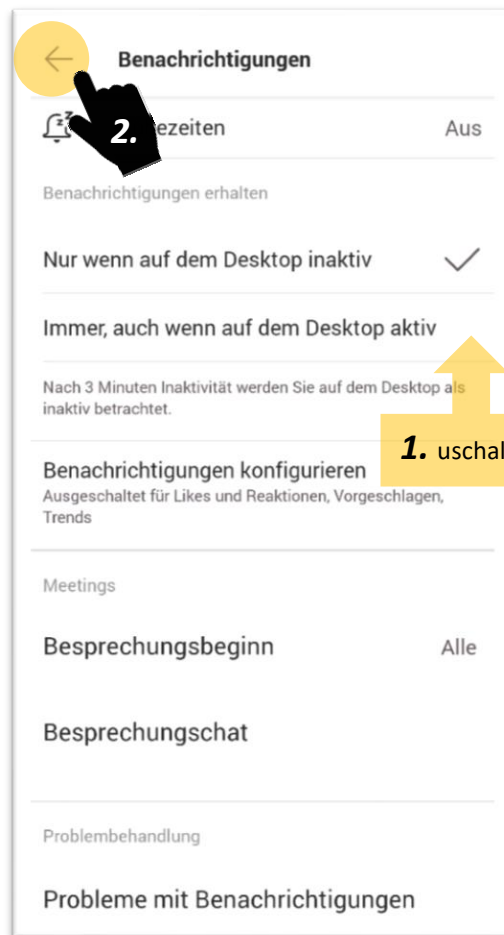 Benachrichtigungen
2. ezeiten Aus
Benachrichtigungen erhalten
Nur wenn auf dem Desktop inaktiv
Immer, auch wenn auf dem Desktop aktiv
Nach 3 Minuten Inaktivität werden Sie auf dem Desktop als
inaktiv betrachtet.
1. uschal
Benachrichtigungen konfigurieren
Ausgeschaltet für Likes und Reaktionen, Vorgeschlagen,
Trends
Meetings
Besprechungsbeginn Alle
Besprechungschat
Problembehandlung
Probleme mit Benachrichtigungen